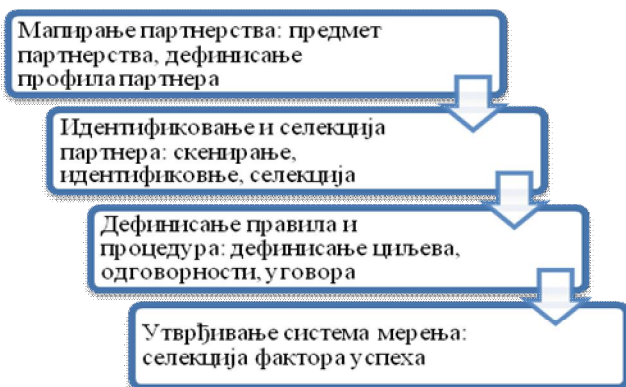 Мапирање партнерства: предмет
партнерства, дефинисање
профила партнера
Идентификовање и селекција
партнера: скенирање,
идентификовње, селекција
Дефинисање правила и
процедура: дефинисање циљева,
одговорности, уговора
Утврђивање система мерења:
селекција фактора успеха